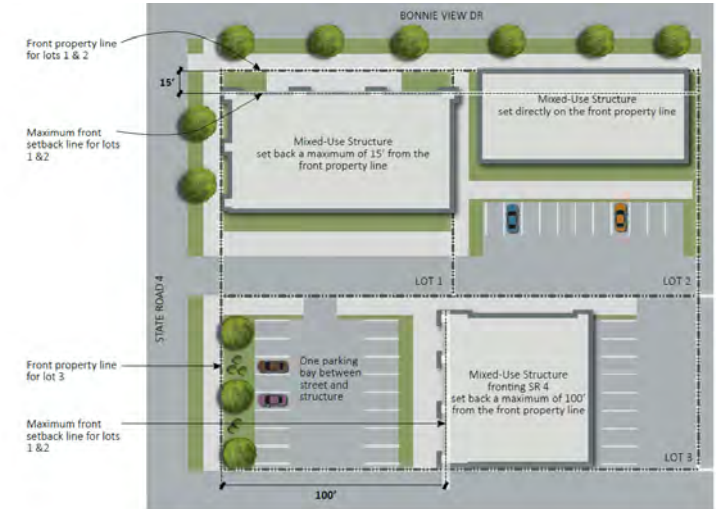 BONNIE VIEW DR
Front property line
for lots 1 & 2
15'
Maximum front
setback line for lots
1 &2
Mixed-Use Structure
set back a maximum of 15' from the
front property line
Mixed-Use Structure
set directly on the front property line
LOT 1
LOT 2
STATE ROAD 4
Front property line
for lot 3
One parking
bay between
street and
structure
Mixed-Use Structure
fronting SR 4
set back a maximum of 100'
from the front property line
Maximum front
setback line for lots
1 &2
LOT 3
100'